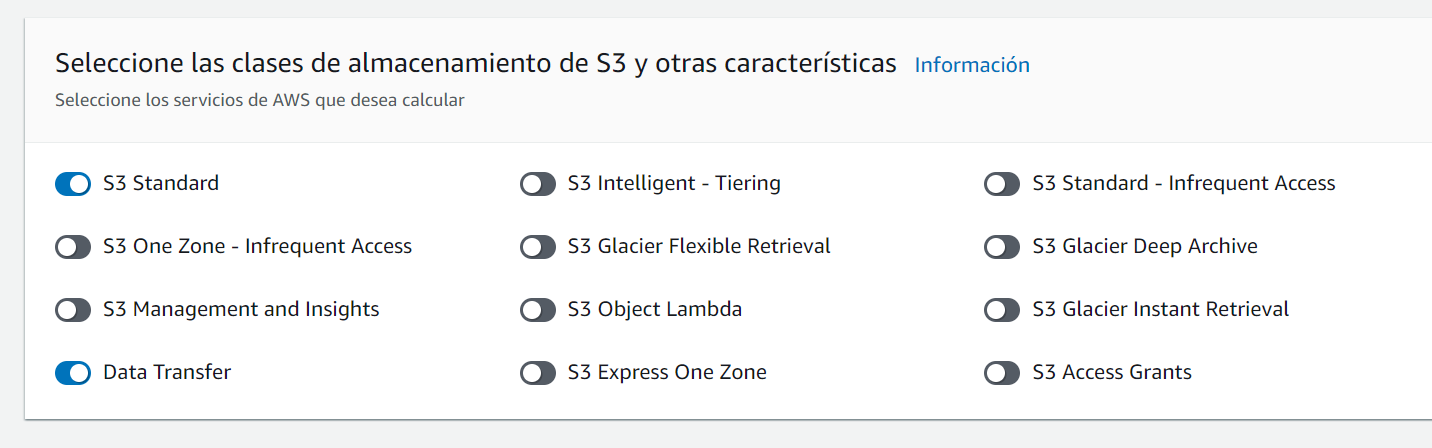 Seleccione las clases de almacenamiento de S3 y otras características Información
Seleccione los servicios de AWS que desea calcular
S3 Standard S3 Intelligent - Tiering S3 Standard - Infrequent Access
S3 One Zone - Infrequent Access S3 Glacier Flexible Retrieval S3 Glacier Deep Archive
S3 Management and Insights S3 Object Lambda S3 Glacier Instant Retrieval
Data Transfer S3 Express One Zone S3 Access Grants